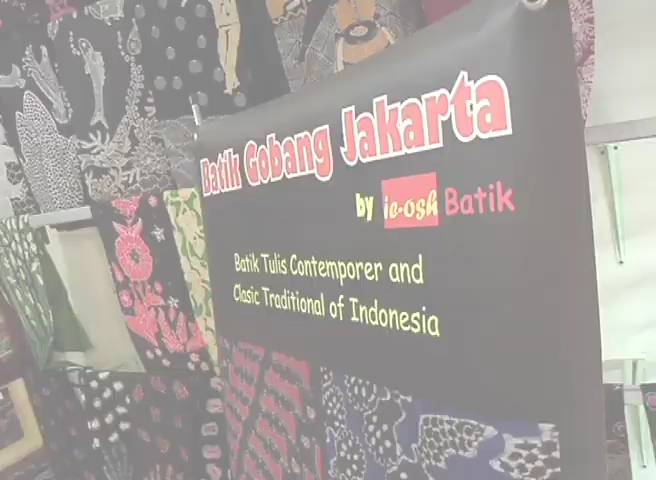 Batik Gobang Jakarta
by ie-osh Batik
Batik Tulis Contemporer and
Clasic Traditional of Indonesia